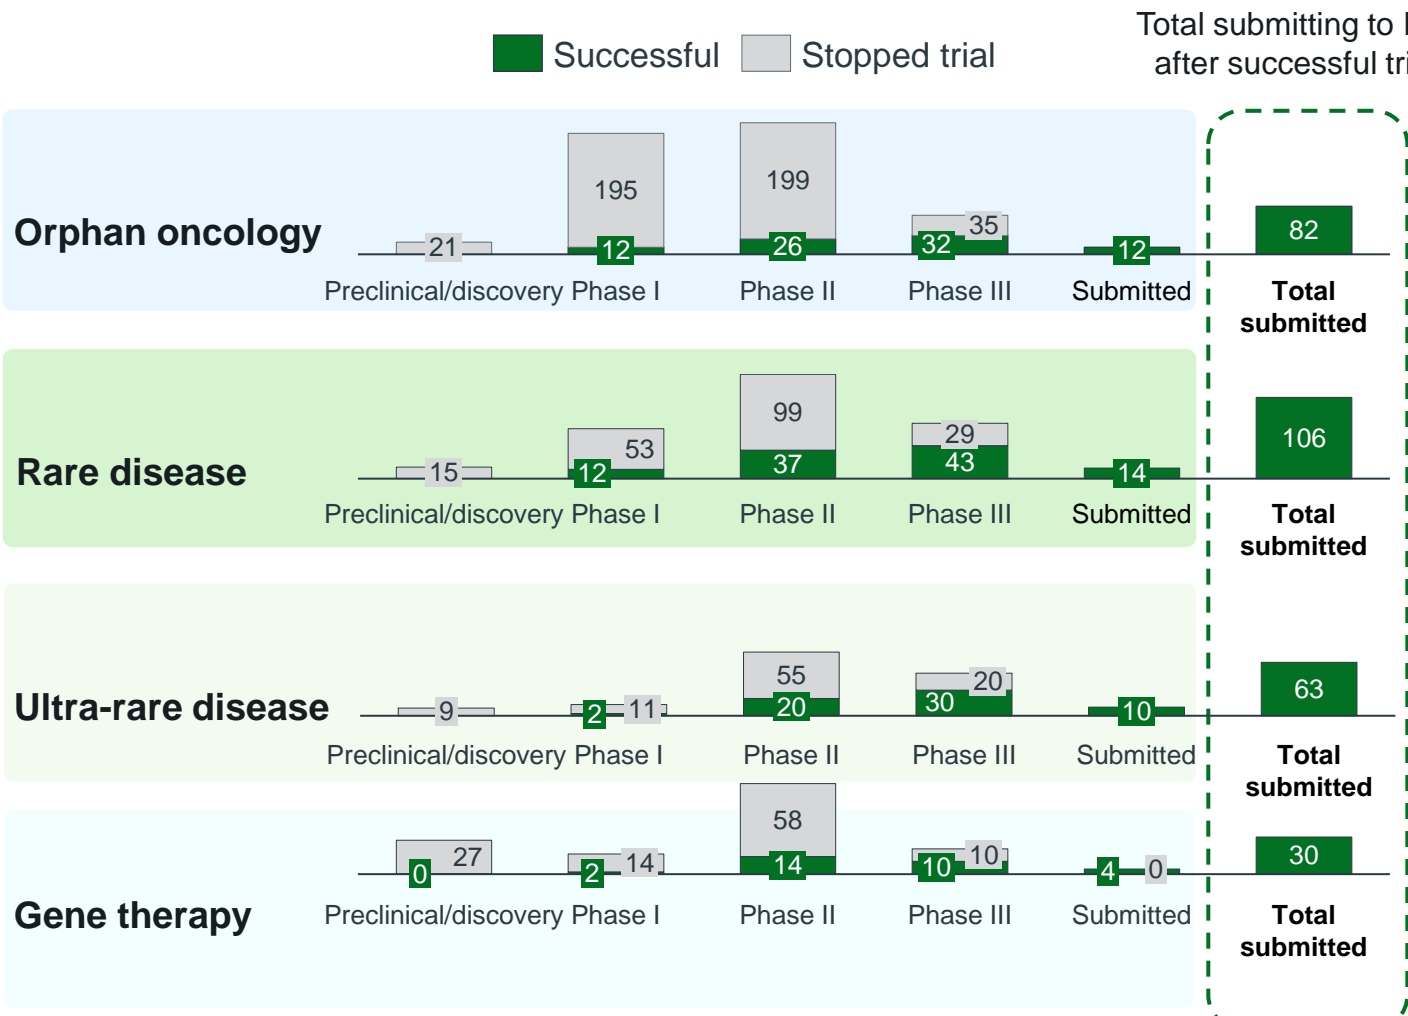 Successful
Stopped trial
Total submitting to
after successful
Orphan oncology
21
195
12
199
26
35
32
12
82
Preclinical/discovery Phase I Phase II Phase III Submitted
Total
submitted
Rare disease
15
53
12
99
37
29
43
14
106
Preclinical/discovery Phase I Phase II Phase III Submitted
Total
submitted
Ultra-rare disease
9
2
11
55
20
20
30
10
63
Preclinical/discovery Phase I Phase II Phase III Submitted
Total
submitted
Gene therapy
0
27
2
14
58
14
10
10
4
0
30
Preclinical/discovery Phase I Phase II Phase III Submitted
Total
submitted